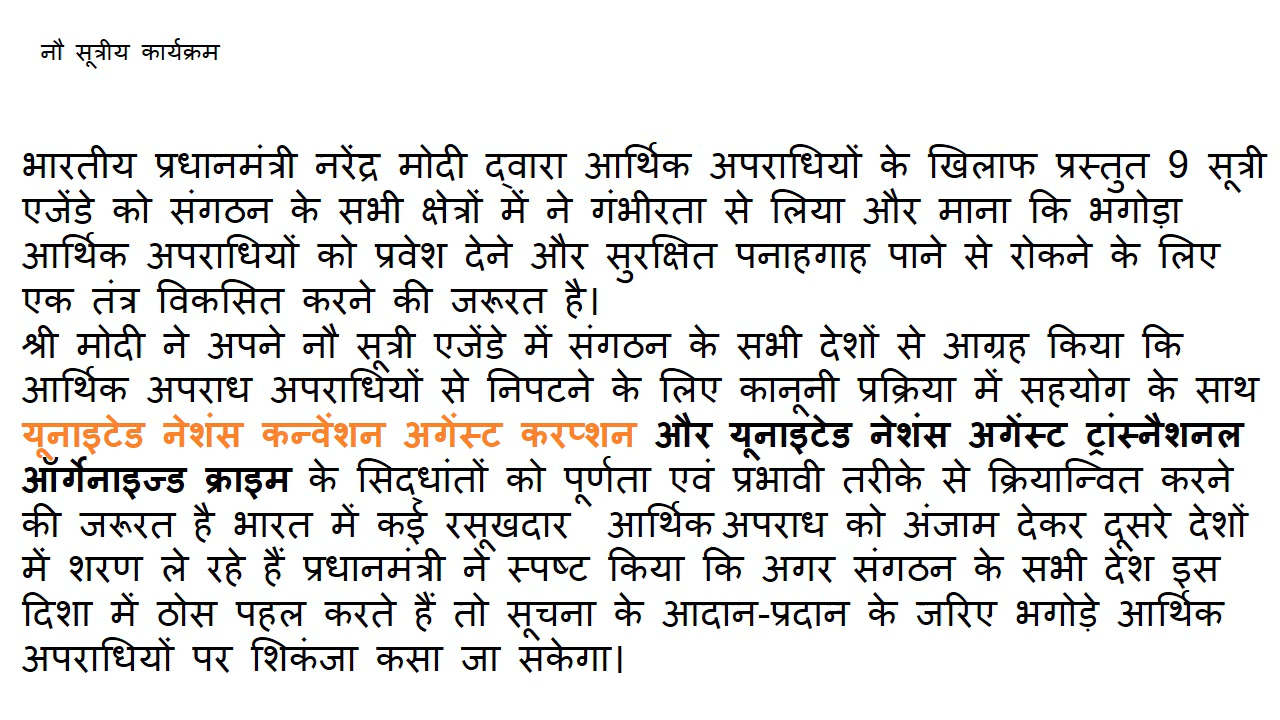 नौ सूत्रीय कार्यक्रम
भारतीय प्रधानमंत्री नरेंद्र मोदी द्वारा आर्थिक अपराधियों के खिलाफ प्रस्तुत 9 सूत्री
एजेंडे को संगठन के सभी क्षेत्रों में ने गंभीरता से लिया और माना कि भगोड़ा
आर्थिक अपराधियों को प्रवेश देने और सुरक्षित पनाहगाह पाने से रोकने के लिए
एक तंत्र विकसित करने की जरूरत है।
श्री मोदी ने अपने नौ सूत्री एजेंडे में संगठन के सभी देशों से आग्रह किया कि
आर्थिक अपराध अपराधियों से निपटने के लिए कानूनी प्रक्रिया में सहयोग के साथ
यूनाइटेड नेशंस कन्वेंशन अगेंस्ट करप्शन और यूनाइटेड नेशंस अगेंस्ट ट्रांस्नैशनल
ऑर्गेनाइज्ड क्राइम के सिद्धांतों को पूर्णता एवं प्रभावी तरीके से क्रियान्वित करने
की जरूरत है भारत में कई रसूखदार आर्थिक अपराध को अंजाम देकर दूसरे देशों
में शरण ले रहे हैं प्रधानमंत्री ने स्पष्ट किया कि अगर संगठन के सभी देश इस
दिशा में ठोस पहल करते हैं तो सूचना के आदान-प्रदान के जरिए भगोड़े आर्थिक
अपराधियों पर शिकंजा कसा जा सकेगा।